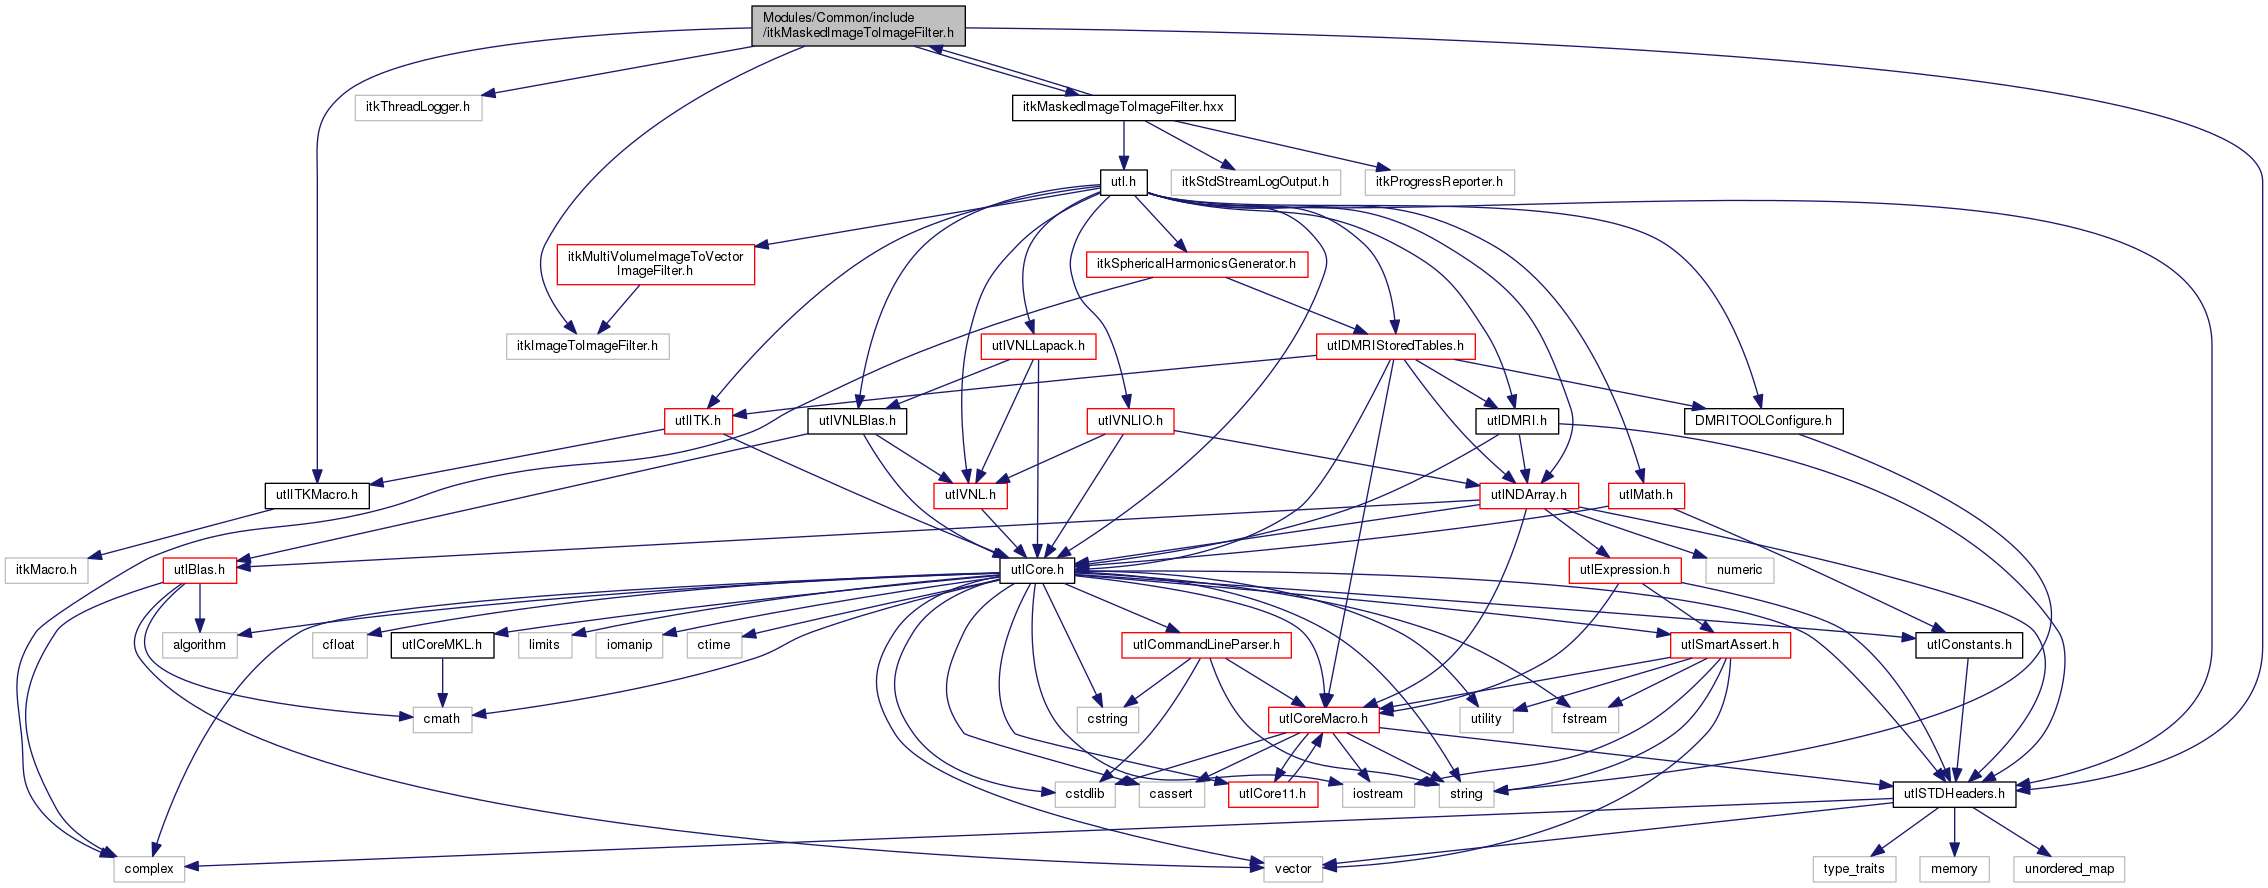 Modules/Common/include
/itkMaskedImageToImageFilter.h
itkThreadLogger.h
itkMaskedImageToImageFilter.hxx
utl.h
itkStdStreamLogOutput.h
itkProgressReporter.h
itkMultiVolumeImageToVector
ImageFilter.h
itkSphericalHarmonicsGenerator.h
itkImageToImageFilter.h
utlVNLLapack.h
utlDMRIStoredTables.h
utlITK.h
utlVNLBlas.h
utlVNLIO.h
utlDMRI.h
DMRITOOLConfigure.h
utlITKMacro.h
utlVNL.h
utlNDArray.h
utlMath.h
itkMacro.h
utlBlas.h
utlCore.h
utlExpression.h
numeric
algorithm
cfloat
utlCoreMKL.h
limits
iomanip
ctime
utlCommandLineParser.h
utlSmartAssert.h
utlConstants.h
cmath
cstring
utlCoreMacro.h
utility
fstream
cstdlib
cassert
utlCore11.h
iostream
string
utlSTDHeaders.h
complex
vector
type_traits
memory
unordered_map